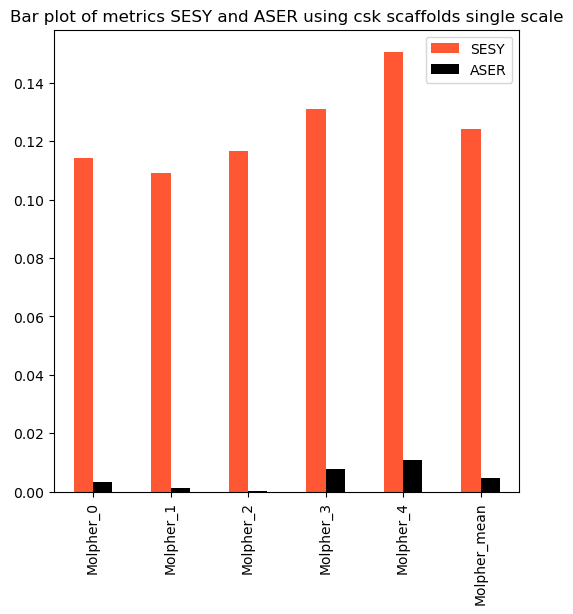 Bar plot of metrics SESY and ASER using csk scaffolds single scale
SESY
ASER
0.14
0.12
0.10
0.08
0.06
0.04
0.02
0.00
Molpher_0
Molpher_1
Molpher_2
Molpher_3
Molpher_4
Molpher_mean